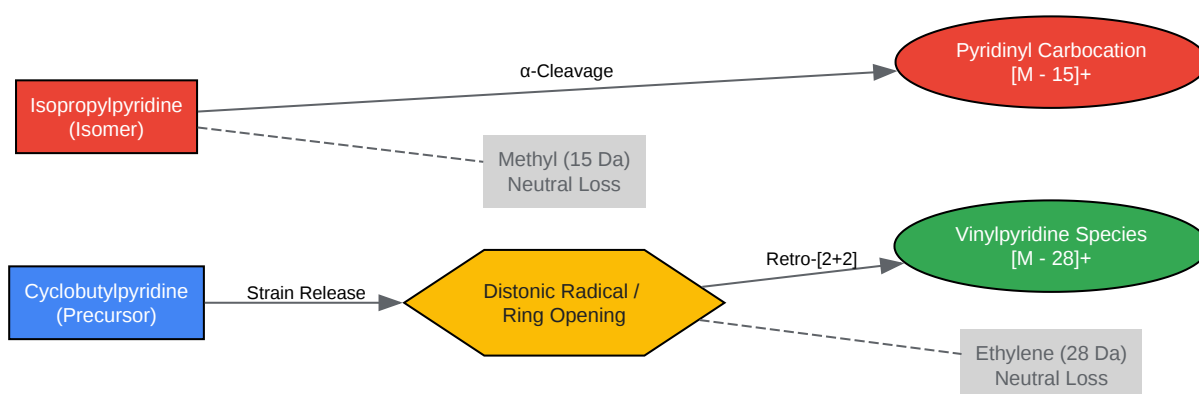 Isopropylpyridine
(Isomer)
α-Cleavage
Pyridinyl Carbocation
[M - 15]+
Methyl (15 Da)
Neutral Loss
Cyclobutylpyridine
(Precursor)
Strain Release
Distonic Radical /
Ring Opening
Retro-[2+2]
Vinylpyridine Species
[M - 28]+
Ethylene (28 Da)
Neutral Loss